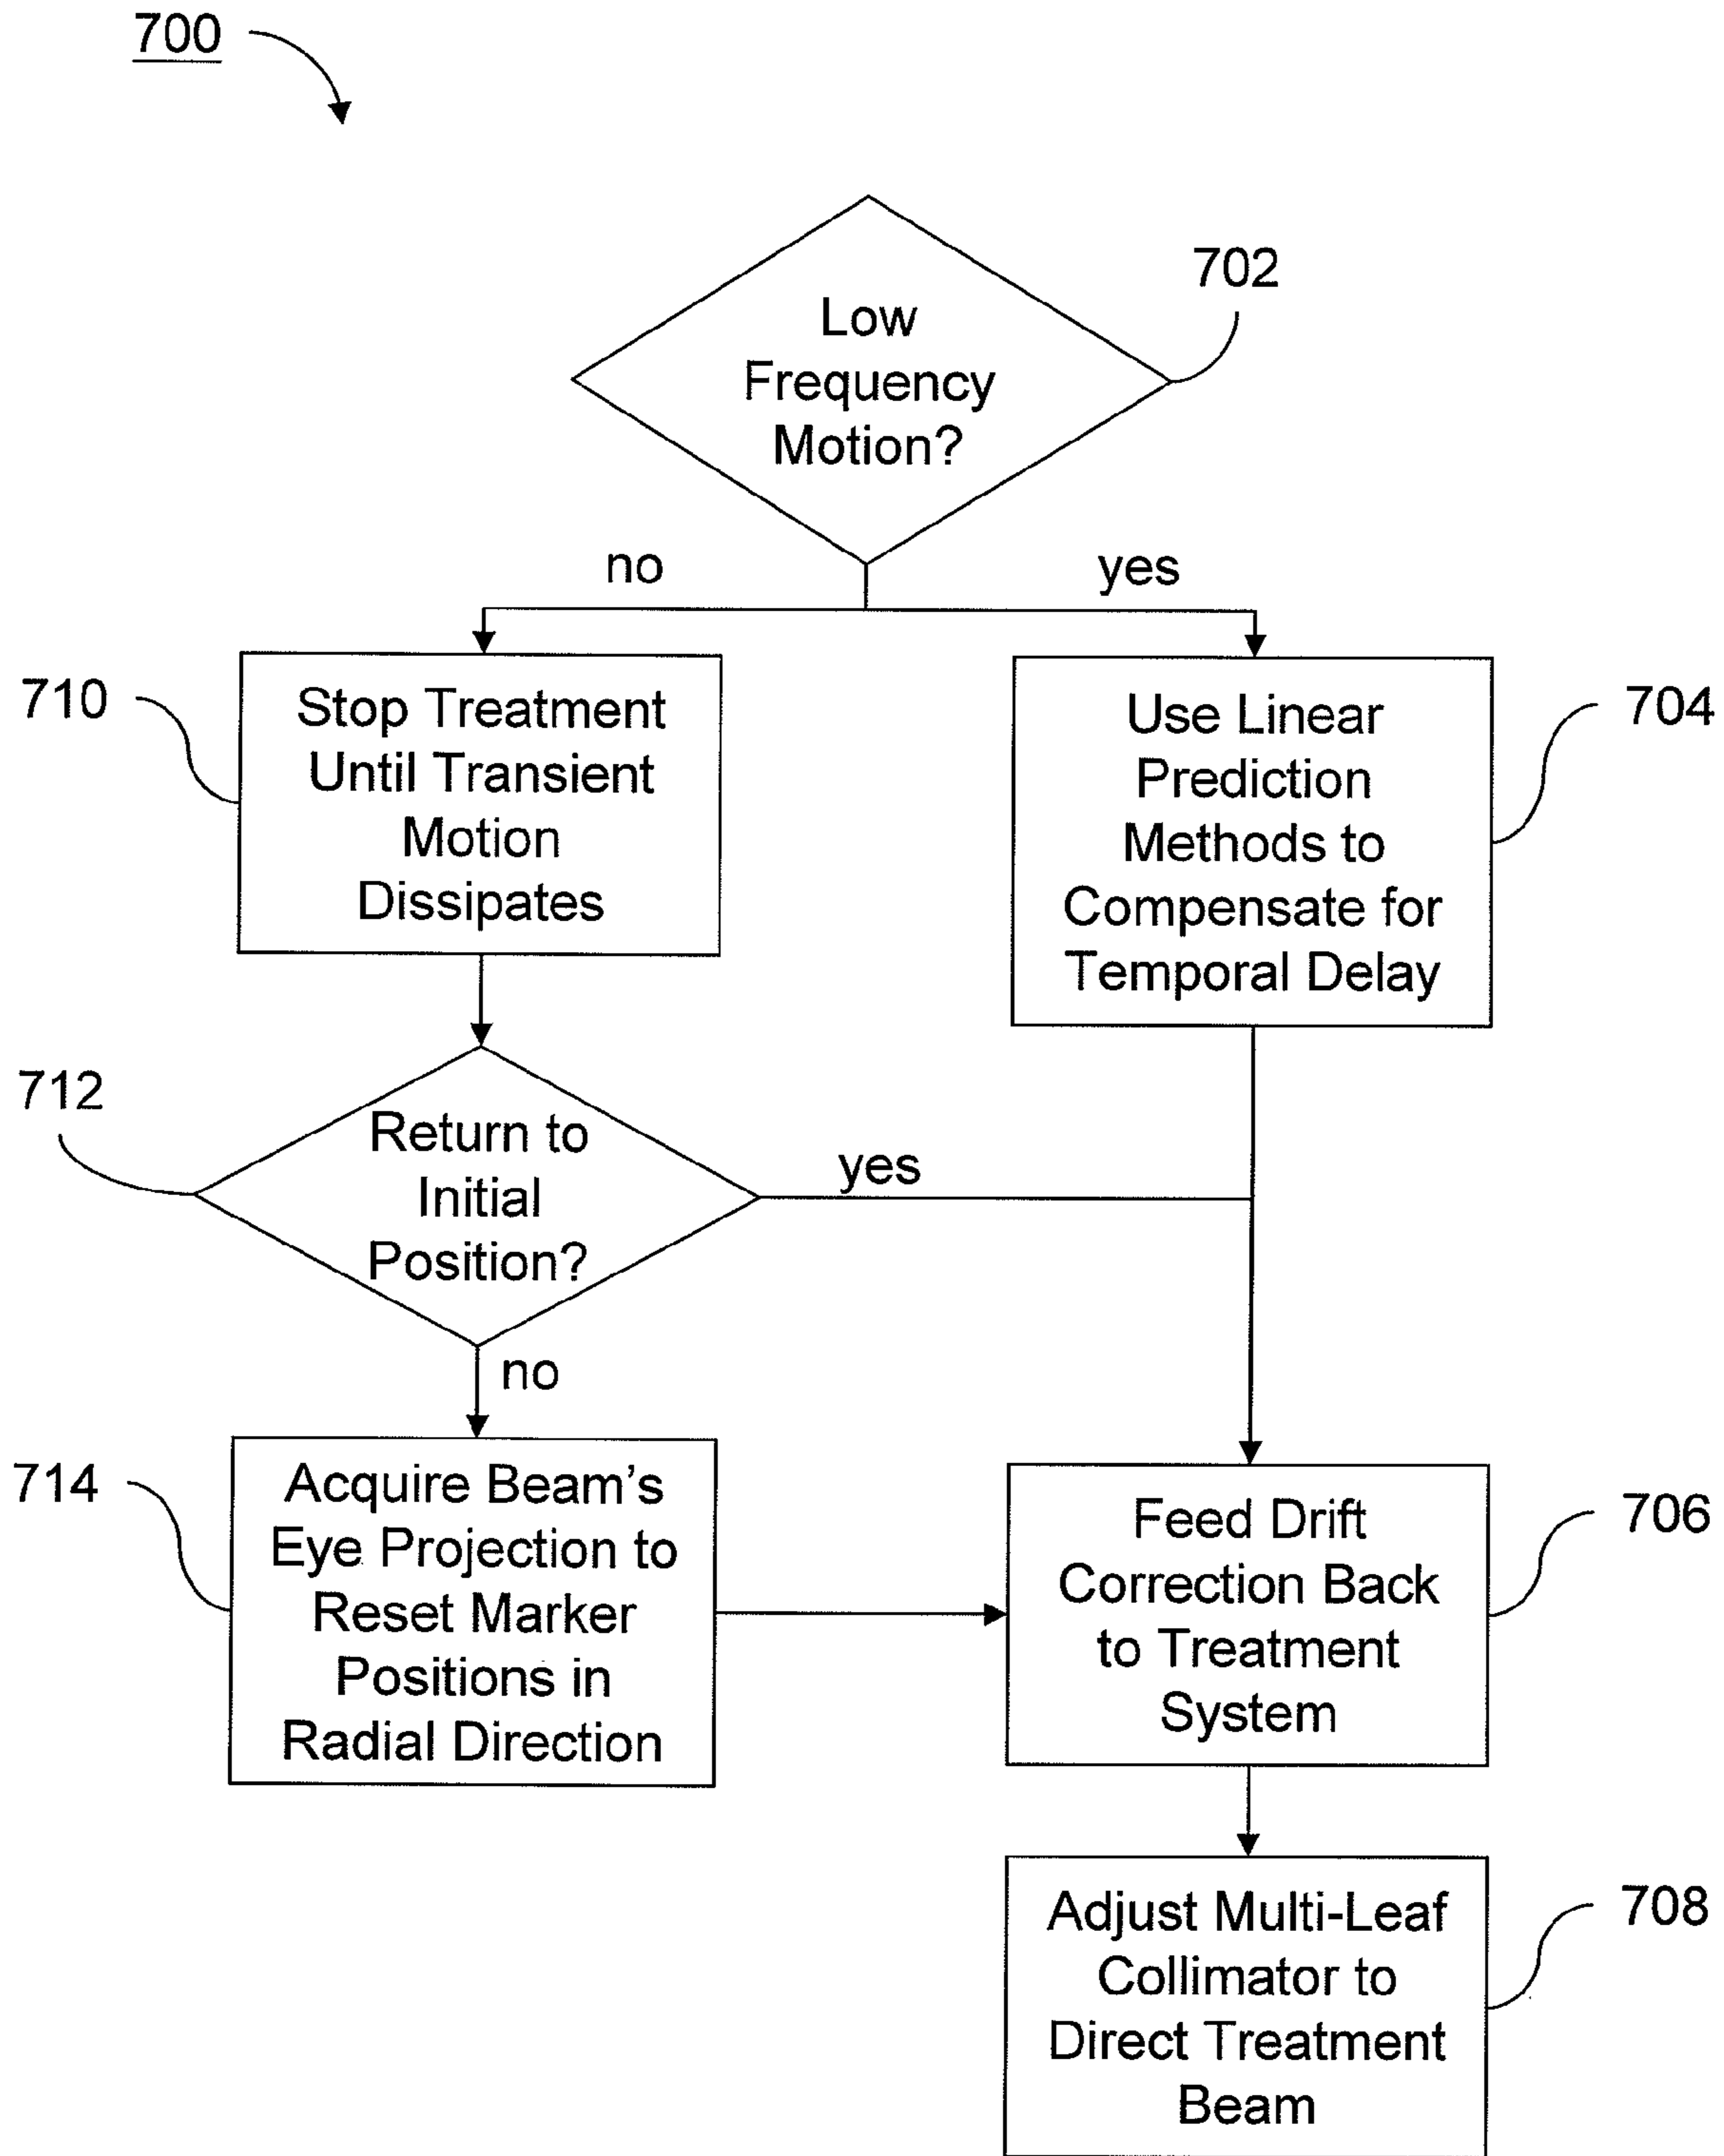 700
702
Low
Frequency
Motion?
no
yes
710
Stop Treatment
Until Transient
Motion
Dissipates
704
Use Linear
Prediction
Methods to
Compensate for
Temporal Delay
712
Return to
Initial
Position?
yes
no
714
Acquire Beam's
Eye Projection to
Reset Marker
Positions in
Radial Direction
706
Feed Drift
Correction Back
to Treatment
System
708
Adjust Multi-Leaf
Collimator to
Direct Treatment
Beam